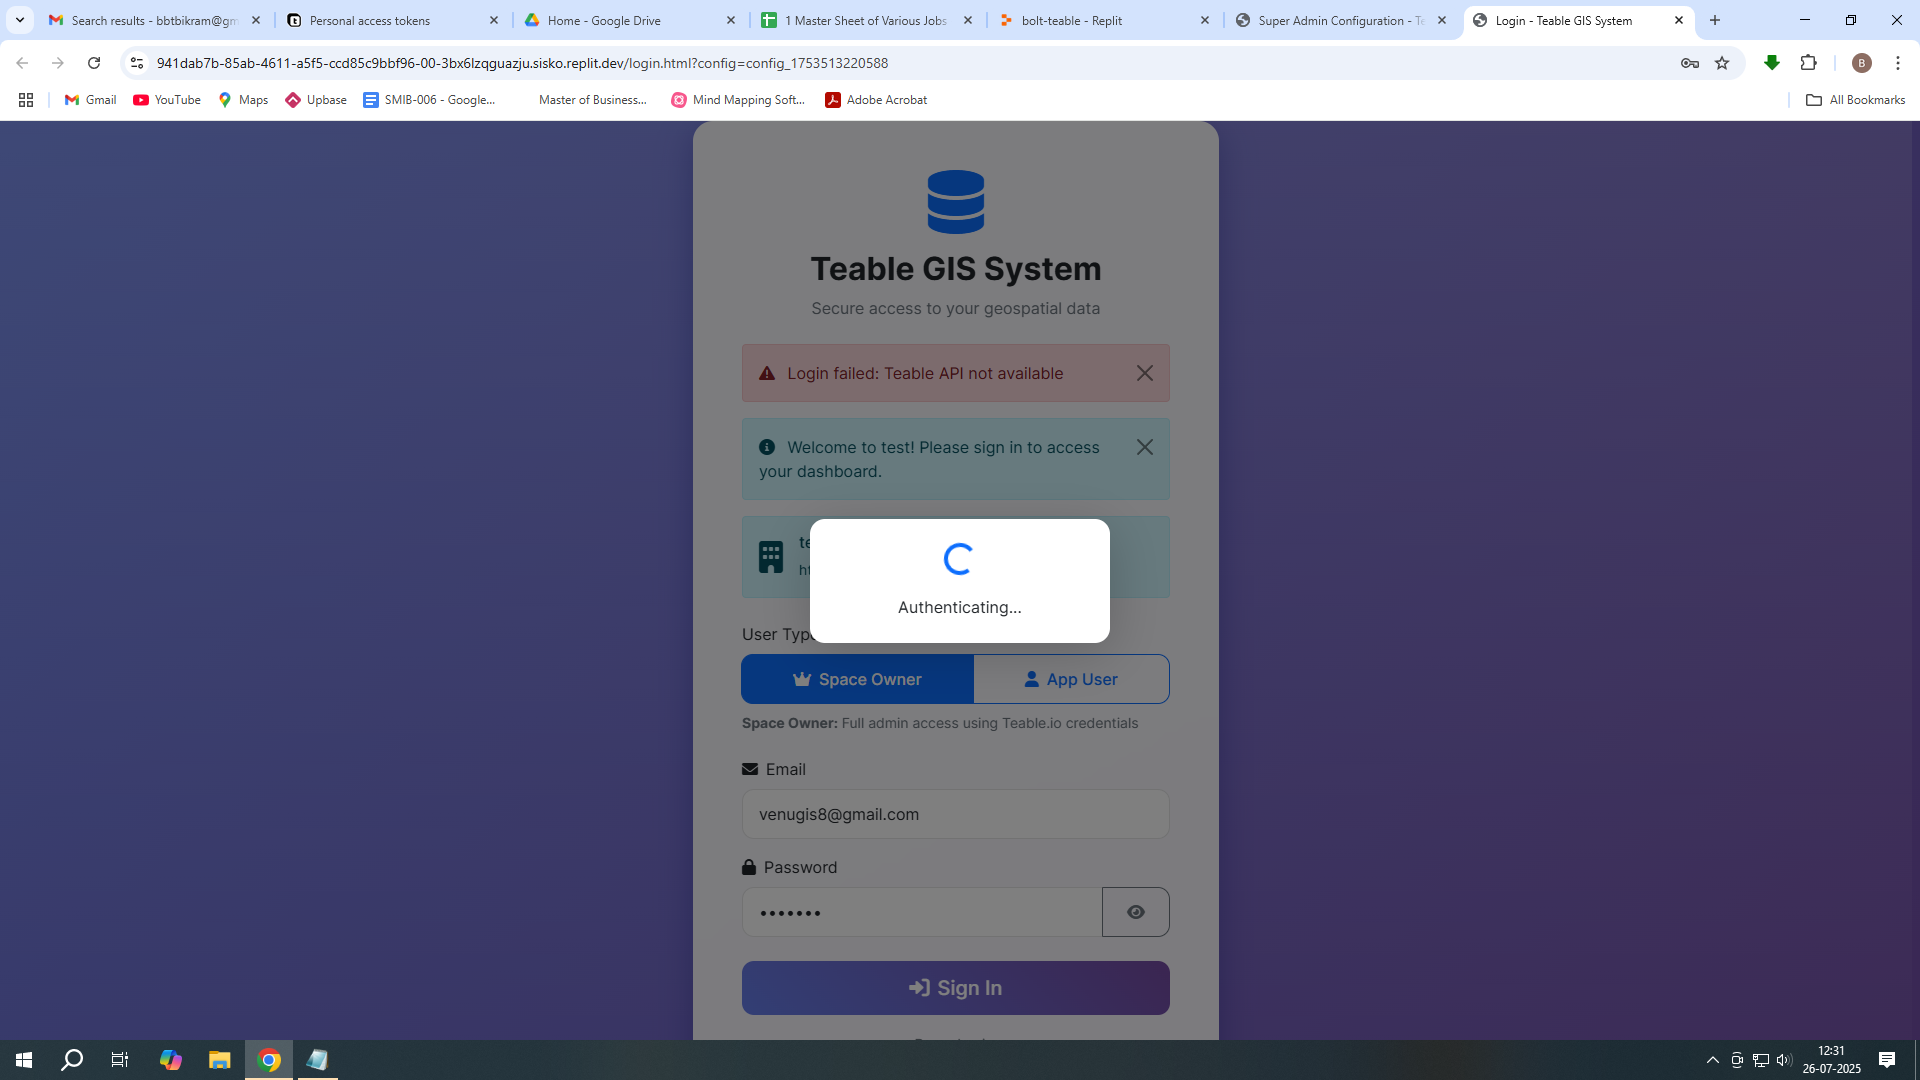 Search results - bbtbikram@gm
Personal access tokens
Home - Google Drive
1 Master Sheet of Various Jobs
bolt-teable - Replit
Super Admin Configuration - Te
Login - Teable GIS System
941dab7b-85ab-4611-a5f5-ccd85c9bbf96-00-3bx6lzqguazju.sisko.replit.dev/login.html?config=config_1753513220588
B
Gmail
YouTube
Maps
Upbase
SMIB-006 - Google...
Master of Business...
Mind Mapping Soft...
Adobe Acrobat
All Bookmarks
Teable GIS System
Secure access to your geospatial data
Login failed: Teable API not available
Welcome to test! Please sign in to access
your dashboard.
te
ht
Authenticating...
User Type
Space Owner
App User
Space Owner: Full admin access using Teable.io credentials
Email
venugis8@gmail.com
Password
•••••••
Sign In
12:31
26-07-2025